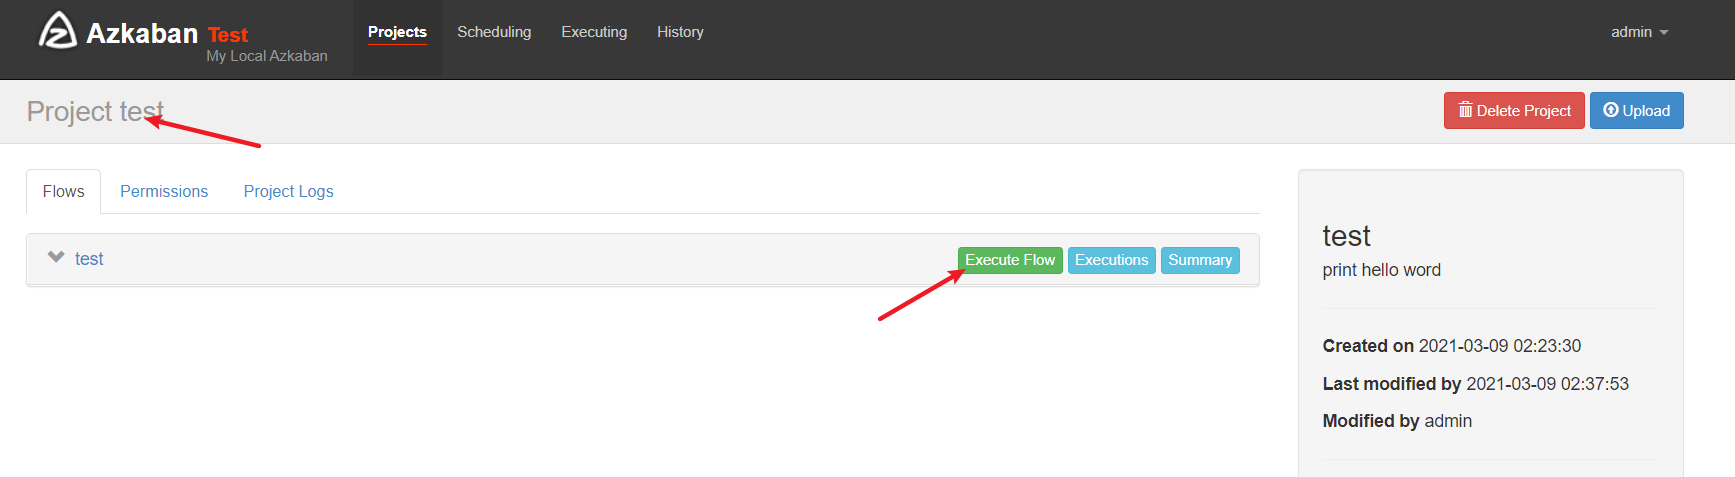 Azkaban Test
My Local Azkaban
Projects Scheduling Executing History
admin
Project test
Delete Project Upload
Flows Permissions Project Logs
test
Execute Flow Executions Summary
test
print hello word
Created on 2021-03-09 02:23:30
Last modified by 2021-03-09 02:37:53
Modified by admin